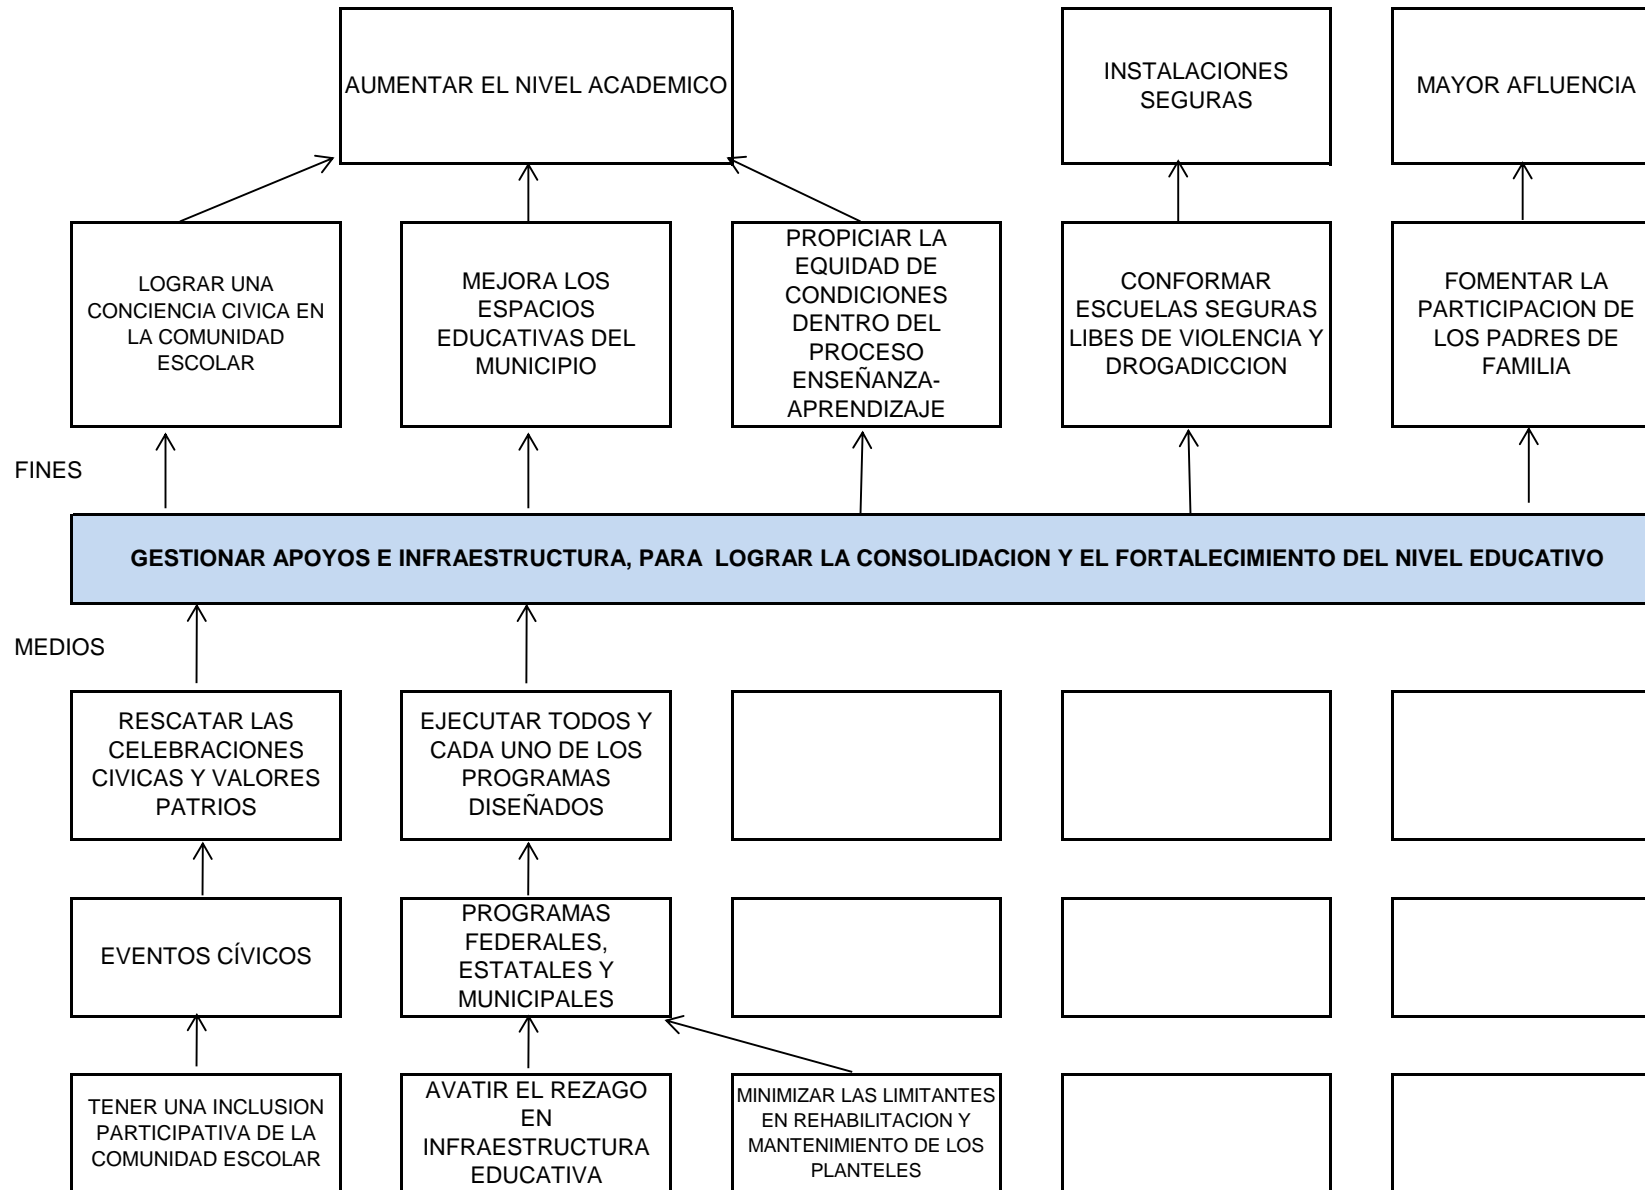 AUMENTAR EL NIVEL ACADEMICO
INSTALACIONES
SEGURAS
MAYOR AFLUENCIA
LOGRAR UNA
CONCIENCIA CIVICA EN
LA COMUNIDAD
ESCOLAR
MEJORA LOS
ESPACIOS
EDUCATIVAS DEL
MUNICIPIO
PROPICIAR LA
EQUIDAD DE
CONDICIONES
DENTRO DEL
PROCESO
ENSEÑANZA-
APRENDIZAJE
CONFORMAR
ESCUELAS SEGURAS
LIBES DE VIOLENCIA Y
DROGADICCION
FOMENTAR LA
PARTICIPACION DE
LOS PADRES DE
FAMILIA
FINES
GESTIONAR APOYOS E INFRAESTRUCTURA, PARA  LOGRAR LA CONSOLIDACION Y EL FORTALECIMIENTO DEL NIVEL EDUCATIVO
MEDIOS
RESCATAR LAS
CELEBRACIONES
CIVICAS Y VALORES
PATRIOS
EJECUTAR TODOS Y
CADA UNO DE LOS
PROGRAMAS
DISEÑADOS
EVENTOS CÍVICOS
PROGRAMAS
FEDERALES,
ESTATALES Y
MUNICIPALES
TENER UNA INCLUSION
PARTICIPATIVA DE LA
COMUNIDAD ESCOLAR
AVATIR EL REZAGO
EN
INFRAESTRUCTURA
EDUCATIVA
MINIMIZAR LAS LIMITANTES
EN REHABILITACION Y
MANTENIMIENTO DE LOS
PLANTELES